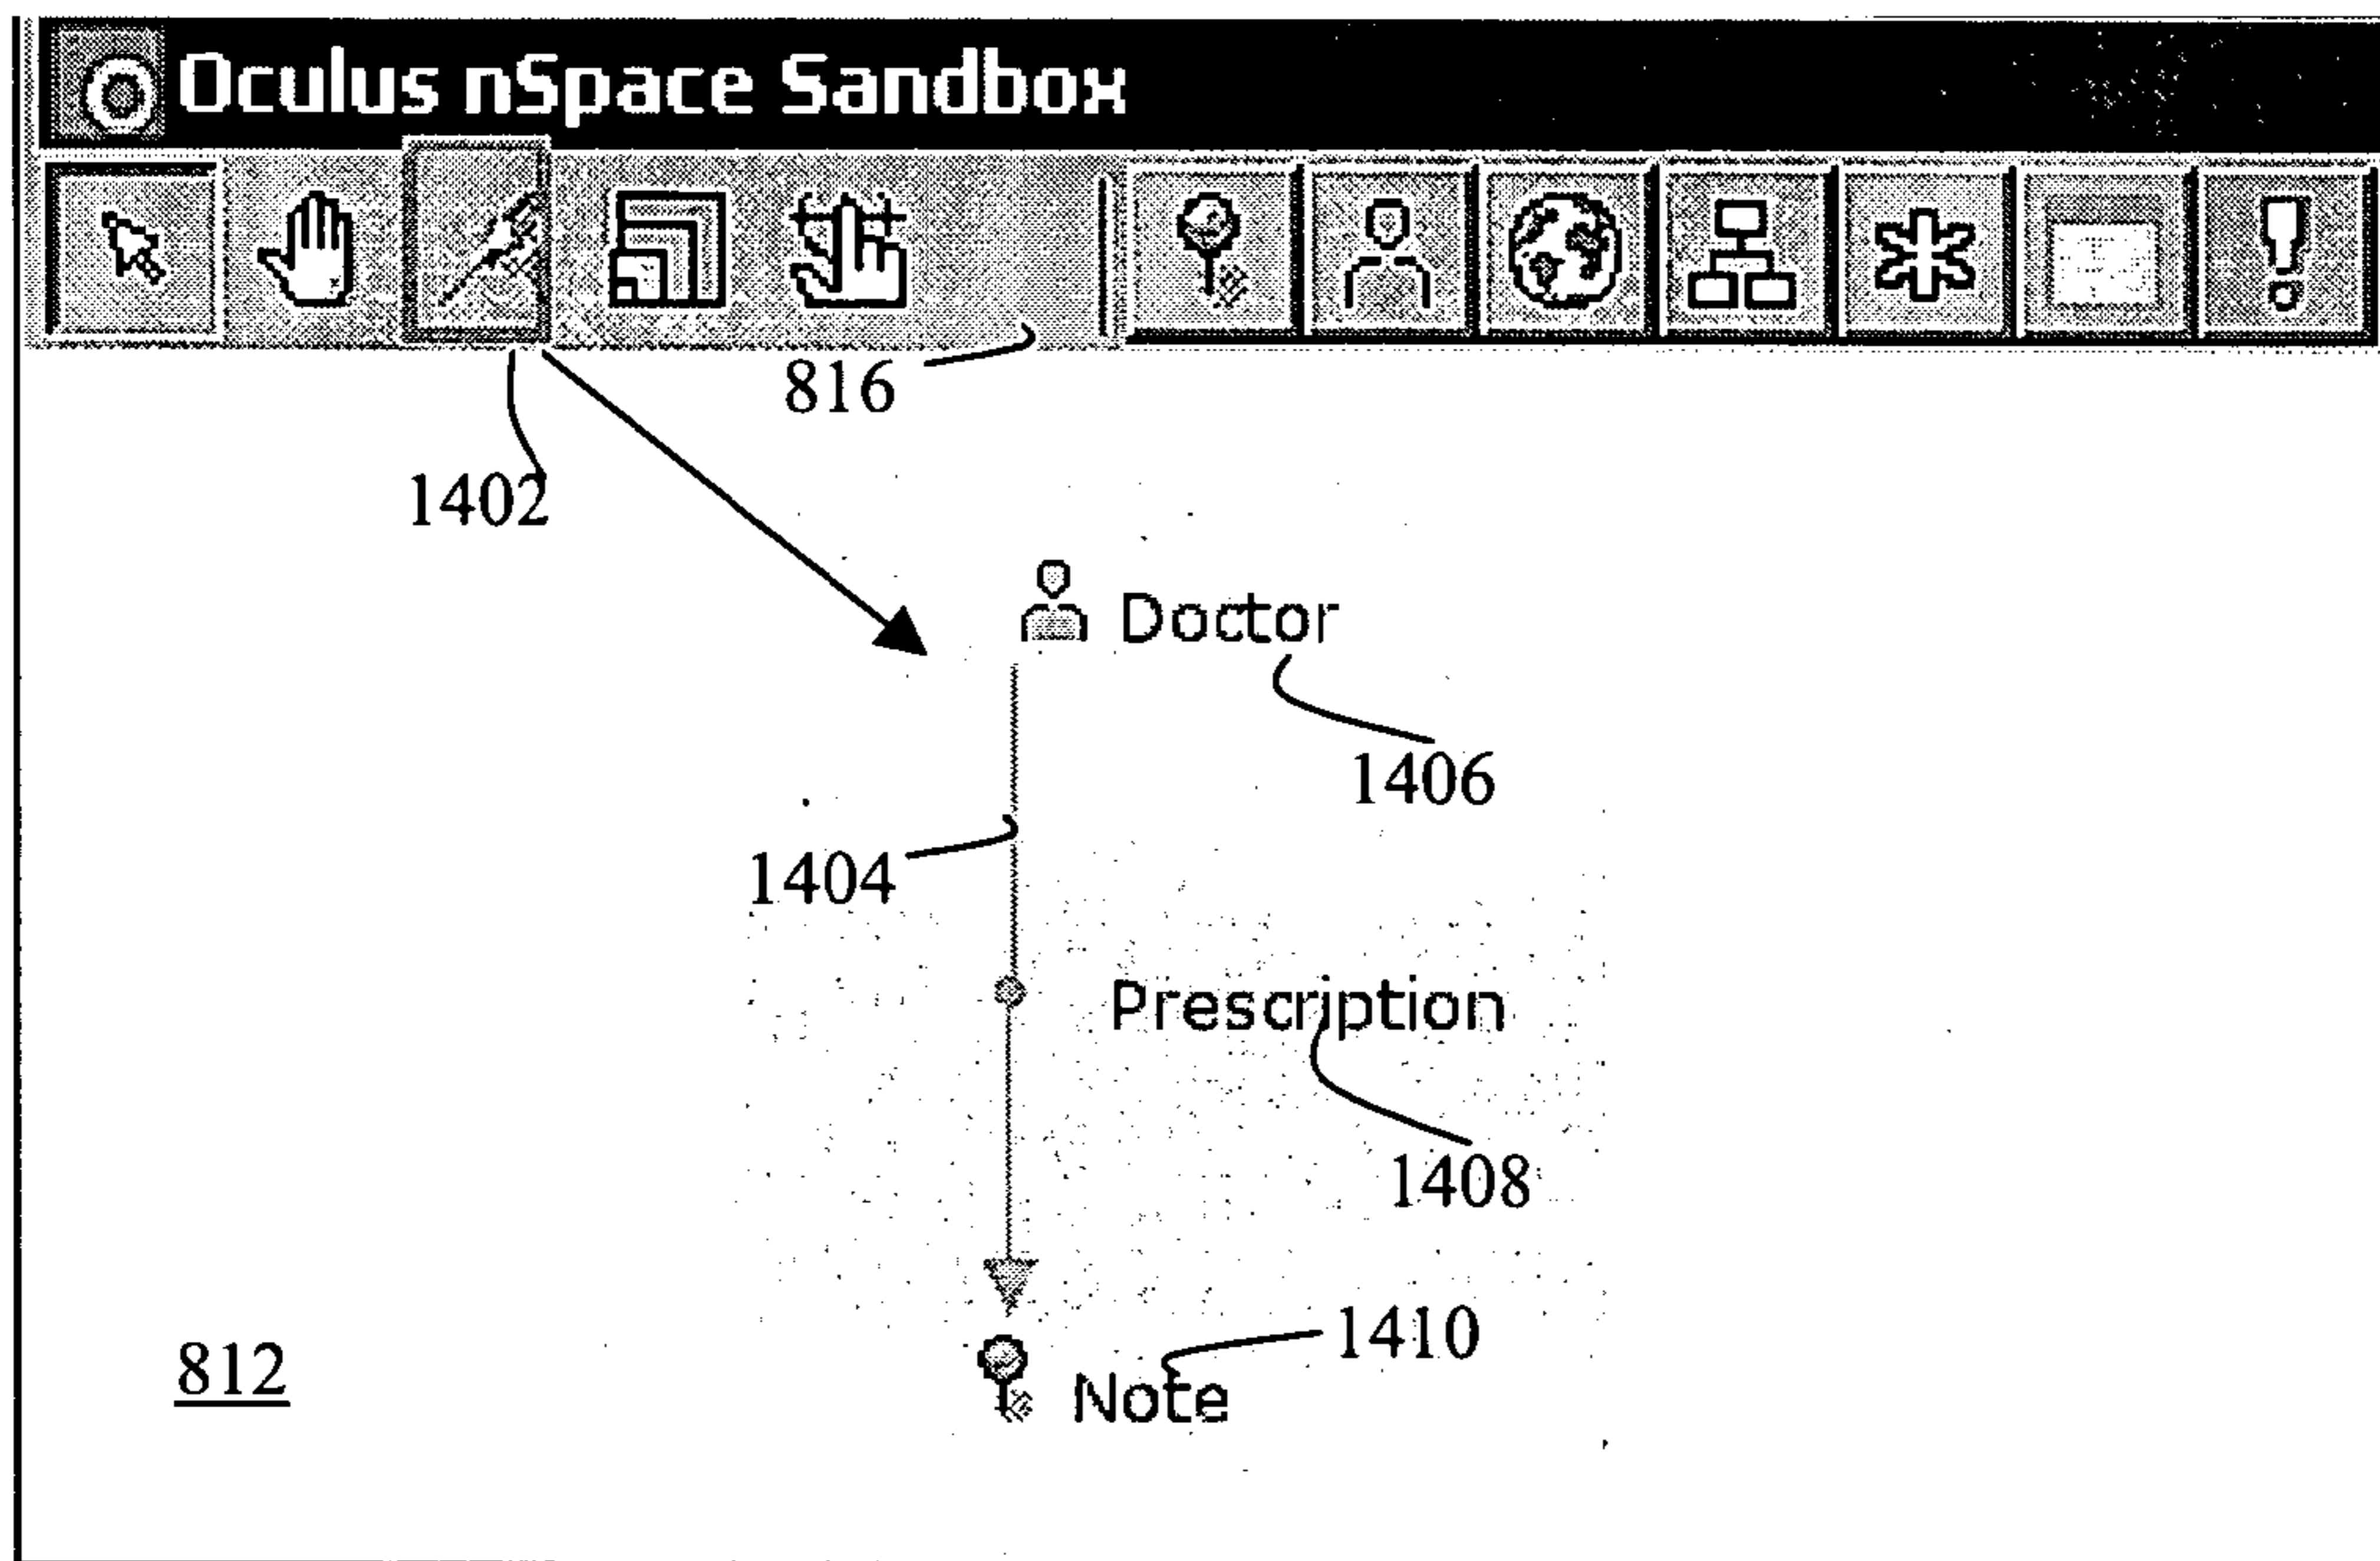 Oculus nSpace Sandbox
816
1402
Doctor
1406
1404
Prescription
1408
1410
Note
812